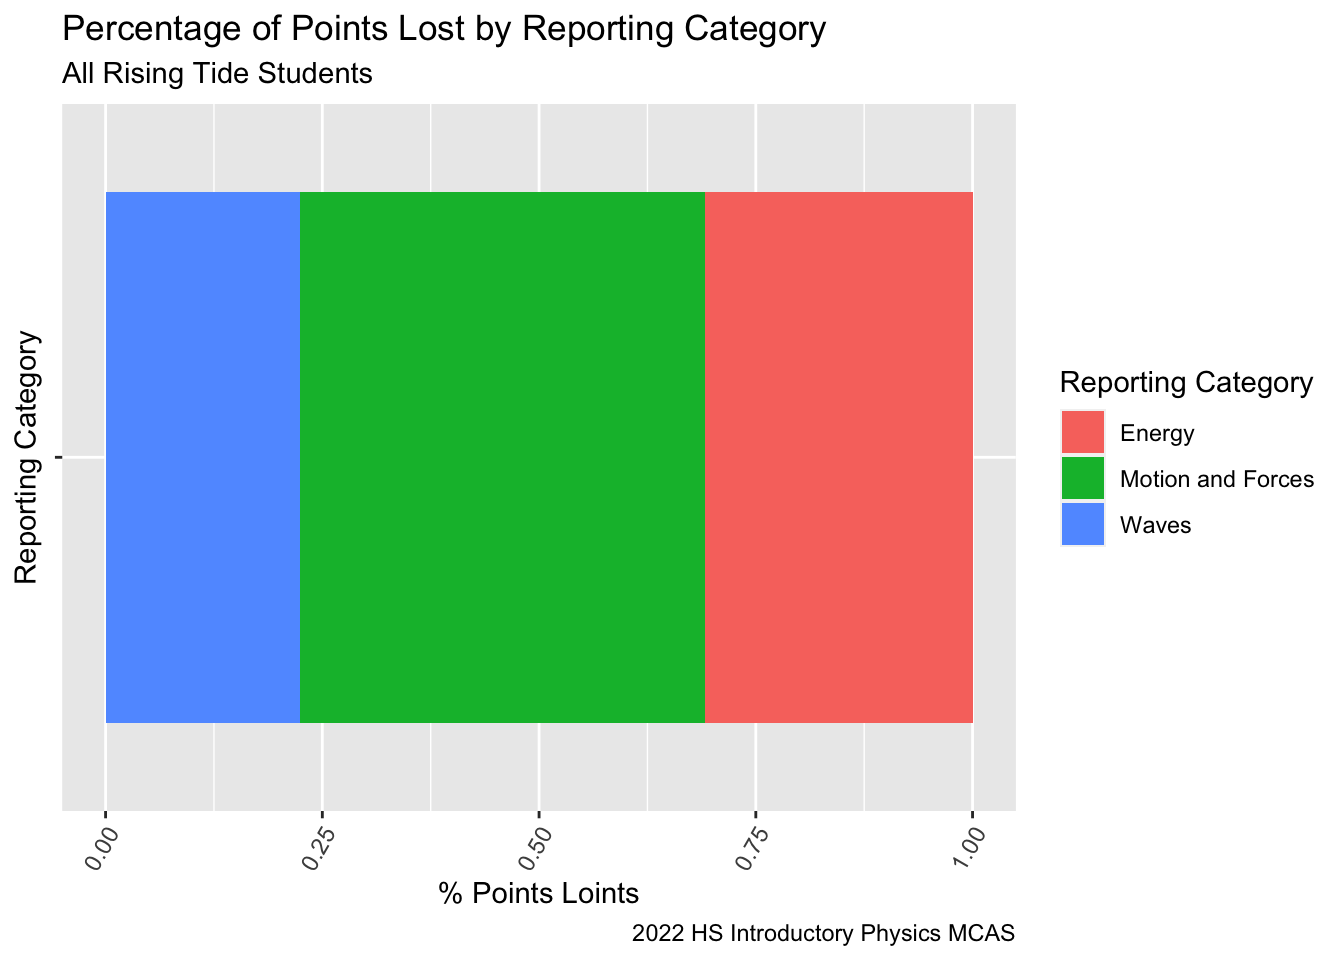 Percentage of Points Lost by Reporting Category
All Rising Tide Students
Reporting Category
0.00
0.25
0.50
0.75
1.00
% Points Loints
2022 HS Introductory Physics MCAS
Reporting Category
Energy
Motion and Forces
Waves